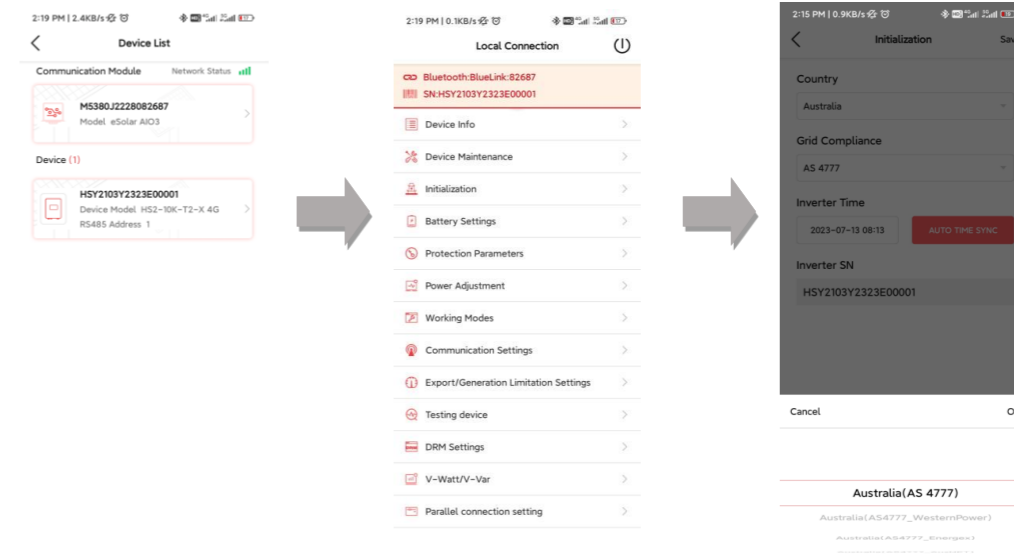 2:19 PM | 2.4KB/s
Device List
Communication Module Network Status
M5380J2228082687
Model eSolar AIO3
Device (1)
HSY2103Y2323E00001
Device Model HS2-10K-T2-X 4G
RS485 Address 1
2:19 PM | 0.1KB/s
Local Connection
Bluetooth:BlueLink:82687
SN:HSY2103Y2323E00001
Device Info
Device Maintenance
Initialization
Battery Settings
Protection Parameters
Power Adjustment
Working Modes
Communication Settings
Export/Generation Limitation Settings
Testing device
DRM Settings
V-Watt/V-Var
Parallel connection setting
2:15 PM | 0.9KB/s
Initialization Sav
Country
Australia
Grid Compliance
AS 4777
Inverter Time
2023-07-13 08:13 AUTO TIME SYNC
Inverter SN
HSY2103Y2323E00001
Cancel O
Australia(AS 4777)
Australia(AS4777_WesternPower)
Australia(AS4777_Energex)